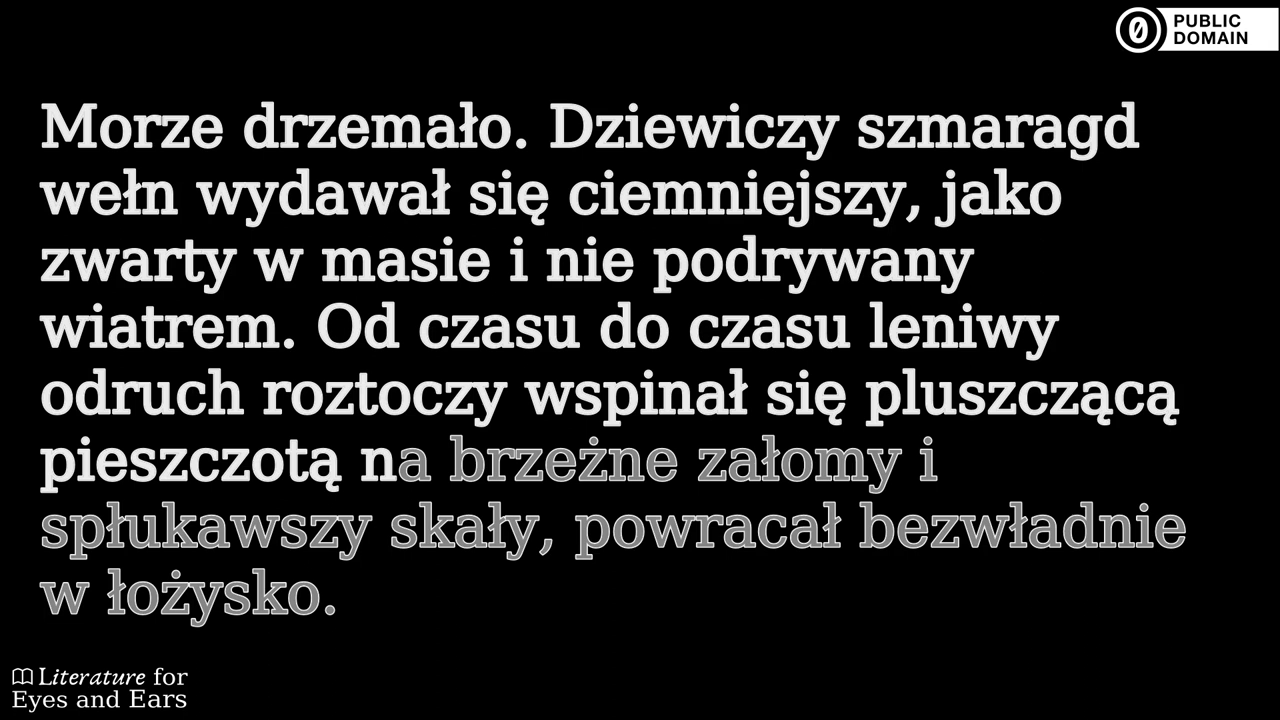 PUBLIC
DOMAIN
Morze drzemało. Dziewiczy szmaragd
wełn wydawał się ciemniejszy, jako
zwarty w masie i nie podrywany
wiatrem. Od czasu do czasu leniwy
odruch roztoczy wspinał się pluszczącą
pieszczotą na brzeżne załomy i
spłukawszy skały, powracał bezwładnie
w łożysko.
Literature for
Eyes and Ears